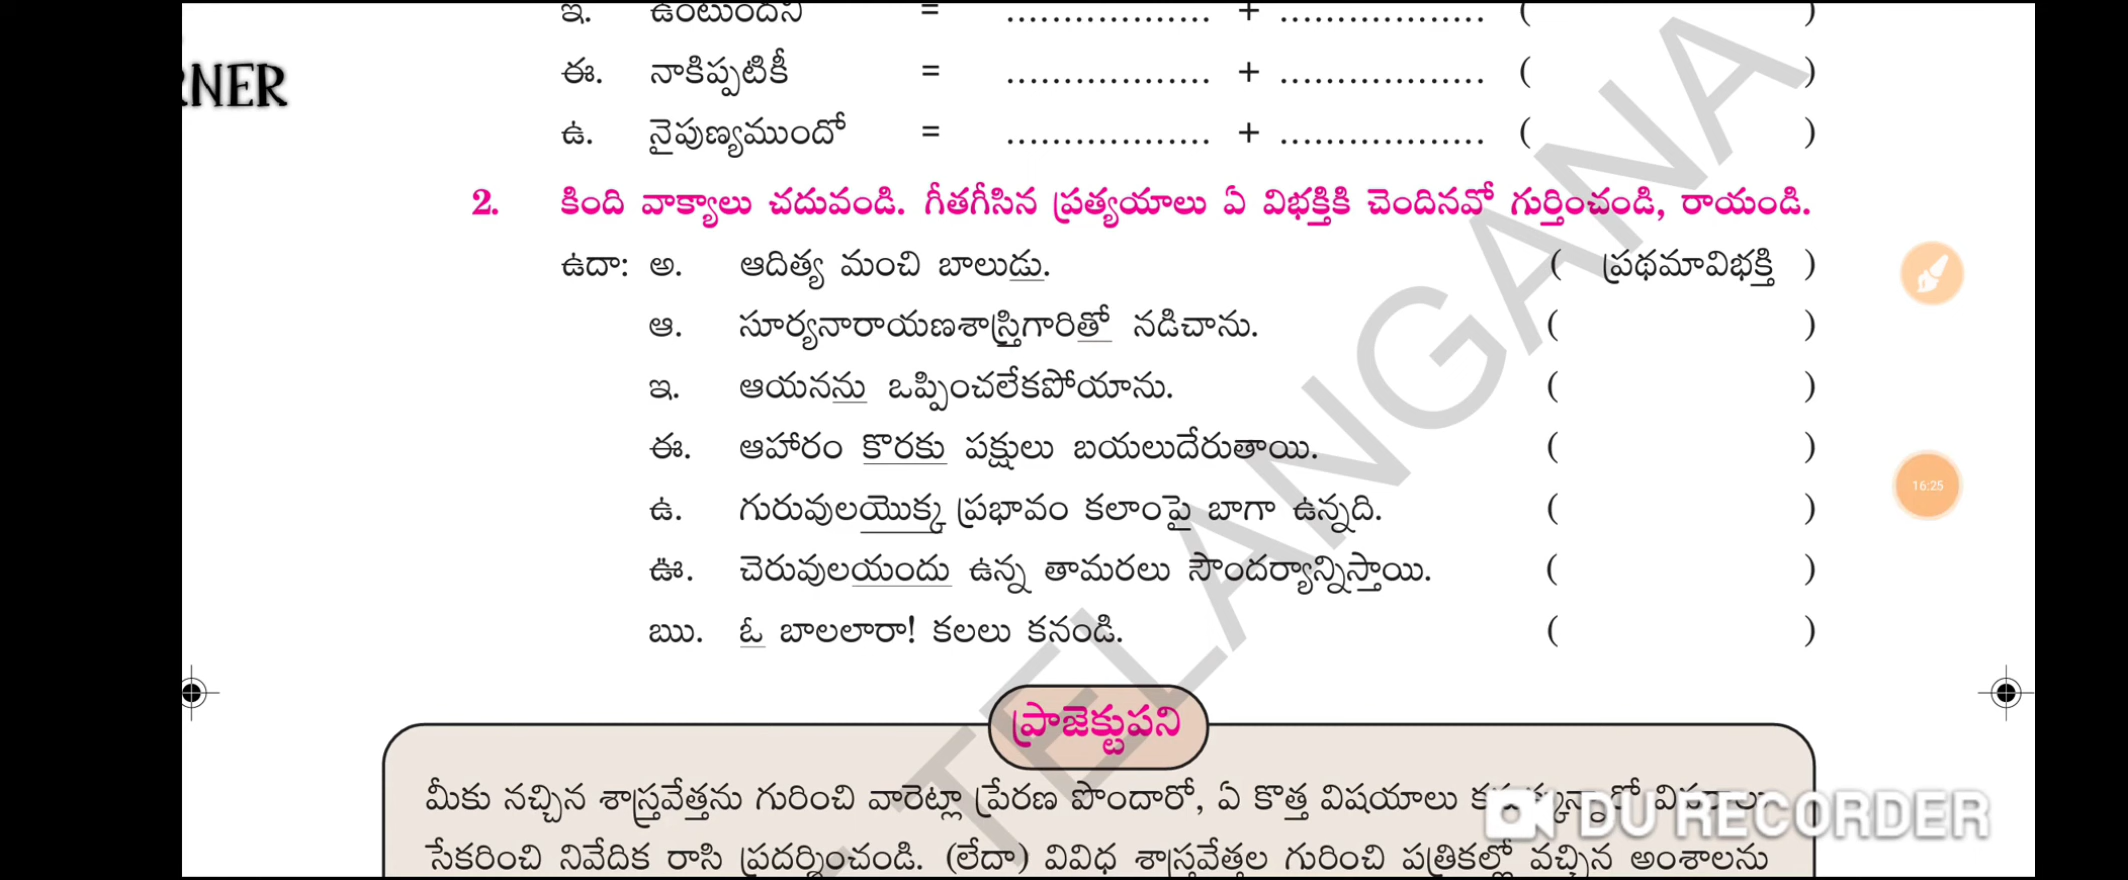 ఇ. ఉంటుందని = .................. + .................. ( )
RNER
ఈ. నాకిప్పటికీ = .................. + .................. ( )
ఉ. నైపుణ్యముందో = .................. + .................. ( )
2. కింది వాక్యాలు చదువండి. గీతగీసిన ప్రత్యయాలు ఏ విభక్తికి చెందినవో గుర్తించండి, రాయండి.
ఉదా: అ. ఆదిత్య మంచి బాలుడు. ( ప్రథమావిభక్తి )
ఆ. సూర్యనారాయణశాస్త్రిగారితో నడిచాను. ( )
ఇ. ఆయనను ఒప్పించలేకపోయాను. ( )
ఈ. ఆహారం కొరకు పక్షులు బయలుదేరుతాయి. ( )
16:25
ఉ. గురువులయొక్క ప్రభావం కలాంపై బాగా ఉన్నది. ( )
ఊ. చెరువులయందు ఉన్న తామరలు సౌందర్యాన్నిస్తాయి. ( )
ఋ. ఓ బాలలారా! కలలు కనండి. ( )
TELANGANA
ప్రాజెక్టుపని
మీకు నచ్చిన శాస్త్రవేత్తను గురించి వారెట్లా ప్రేరణ పొందారో, ఏ కొత్త విషయాలు
DU RECORDER
సేకరించి నివేదిక రాసి ప్రదర్శించండి. (లేదా) వివిధ శాస్త్రవేత్తల గురించి పత్రికల్లో వచ్చిన అంశాలను